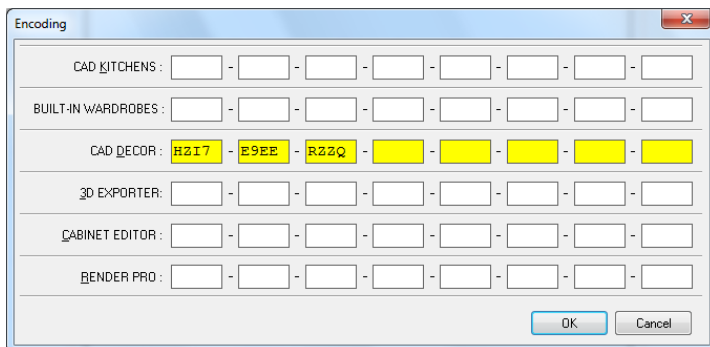 Encoding
CAD KITCHENS : - - - - - - -
BUILT-IN WARDROBES : - - - - - - -
CAD DECOR : HZI7 - E9EE - RZZQ - - - - -
3D EXPORTER: - - - - - - -
CABINET EDITOR : - - - - - - -
RENDER PRO : - - - - - - -
OK Cancel